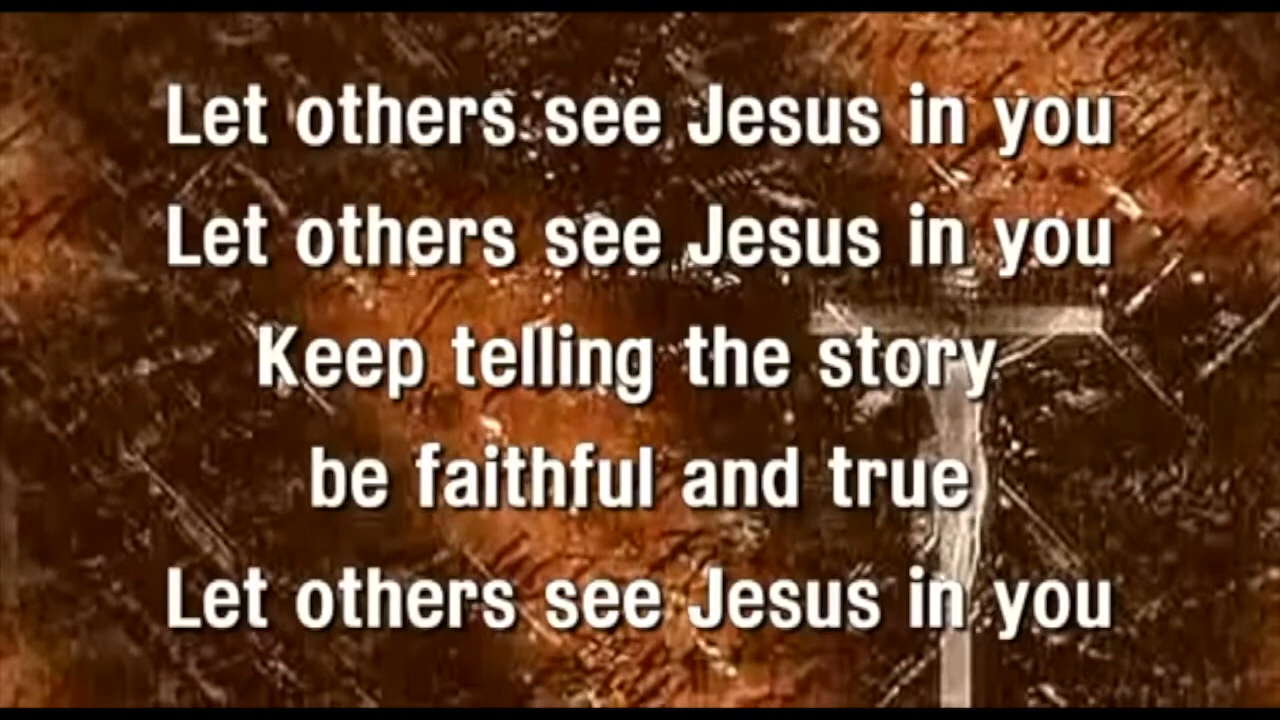 Let others see Jesus in you
Let others see Jesus in you
Keep telling the story
be faithful and true
Let others see Jesus in you